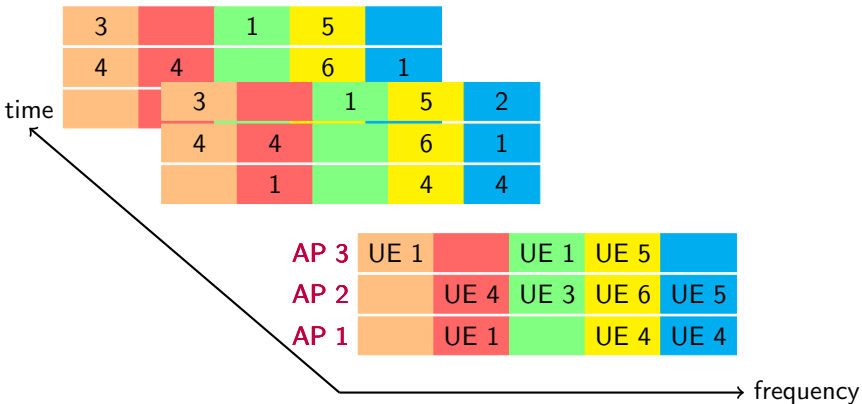 3 1 5
4 4 6 1
time
3 1 5 2
4 4 6 1
1 4 4
AP 3 UE 1 UE 1 UE 5
AP 2 UE 4 UE 3 UE 6 UE 5
AP 1 UE 1 UE 4 UE 4
frequency